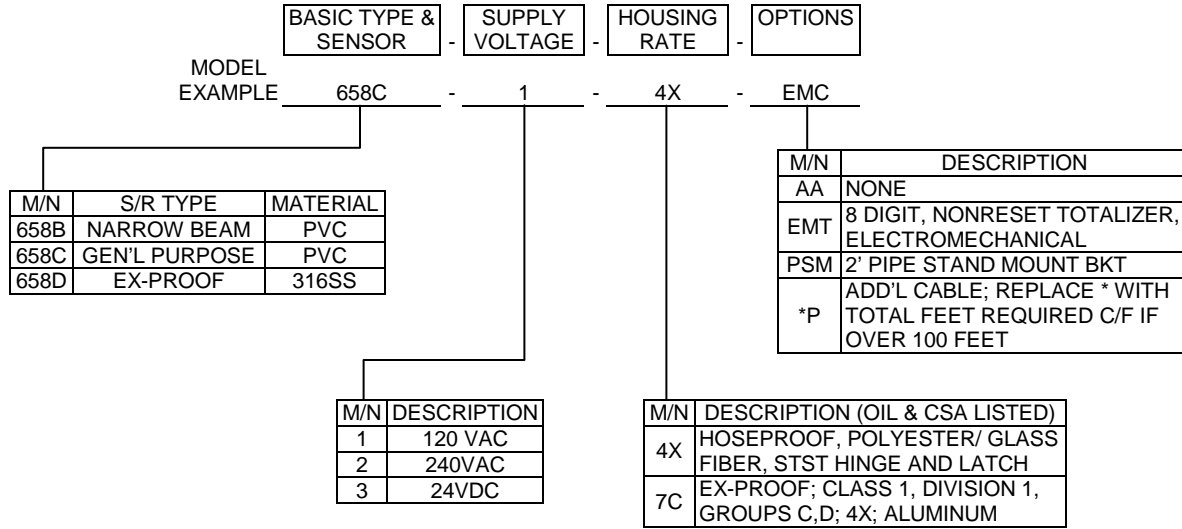 BASIC TYPE & SENSOR - SUPPLY VOLTAGE - HOUSING RATE - OPTIONS
MODEL EXAMPLE 658C - 1 - 4X - EMC
M/N S/R TYPE MATERIAL
658B NARROW BEAM PVC
658C GEN'L PURPOSE PVC
658D EX-PROOF 316SS
M/N DESCRIPTION
AA NONE
EMT 8 DIGIT, NONRESET TOTALIZER,
ELECTROMECHANICAL
PSM 2' PIPE STAND MOUNT BKT
*P ADD'L CABLE; REPLACE * WITH
TOTAL FEET REQUIRED C/F IF
OVER 100 FEET
M/N DESCRIPTION
1 120 VAC
2 240VAC
3 24VDC
M/N DESCRIPTION (OIL & CSA LISTED)
4X HOSEPROOF, POLYESTER/ GLASS
FIBER, STST HINGE AND LATCH
7C EX-PROOF; CLASS 1, DIVISION 1,
GROUPS C,D; 4X; ALUMINUM